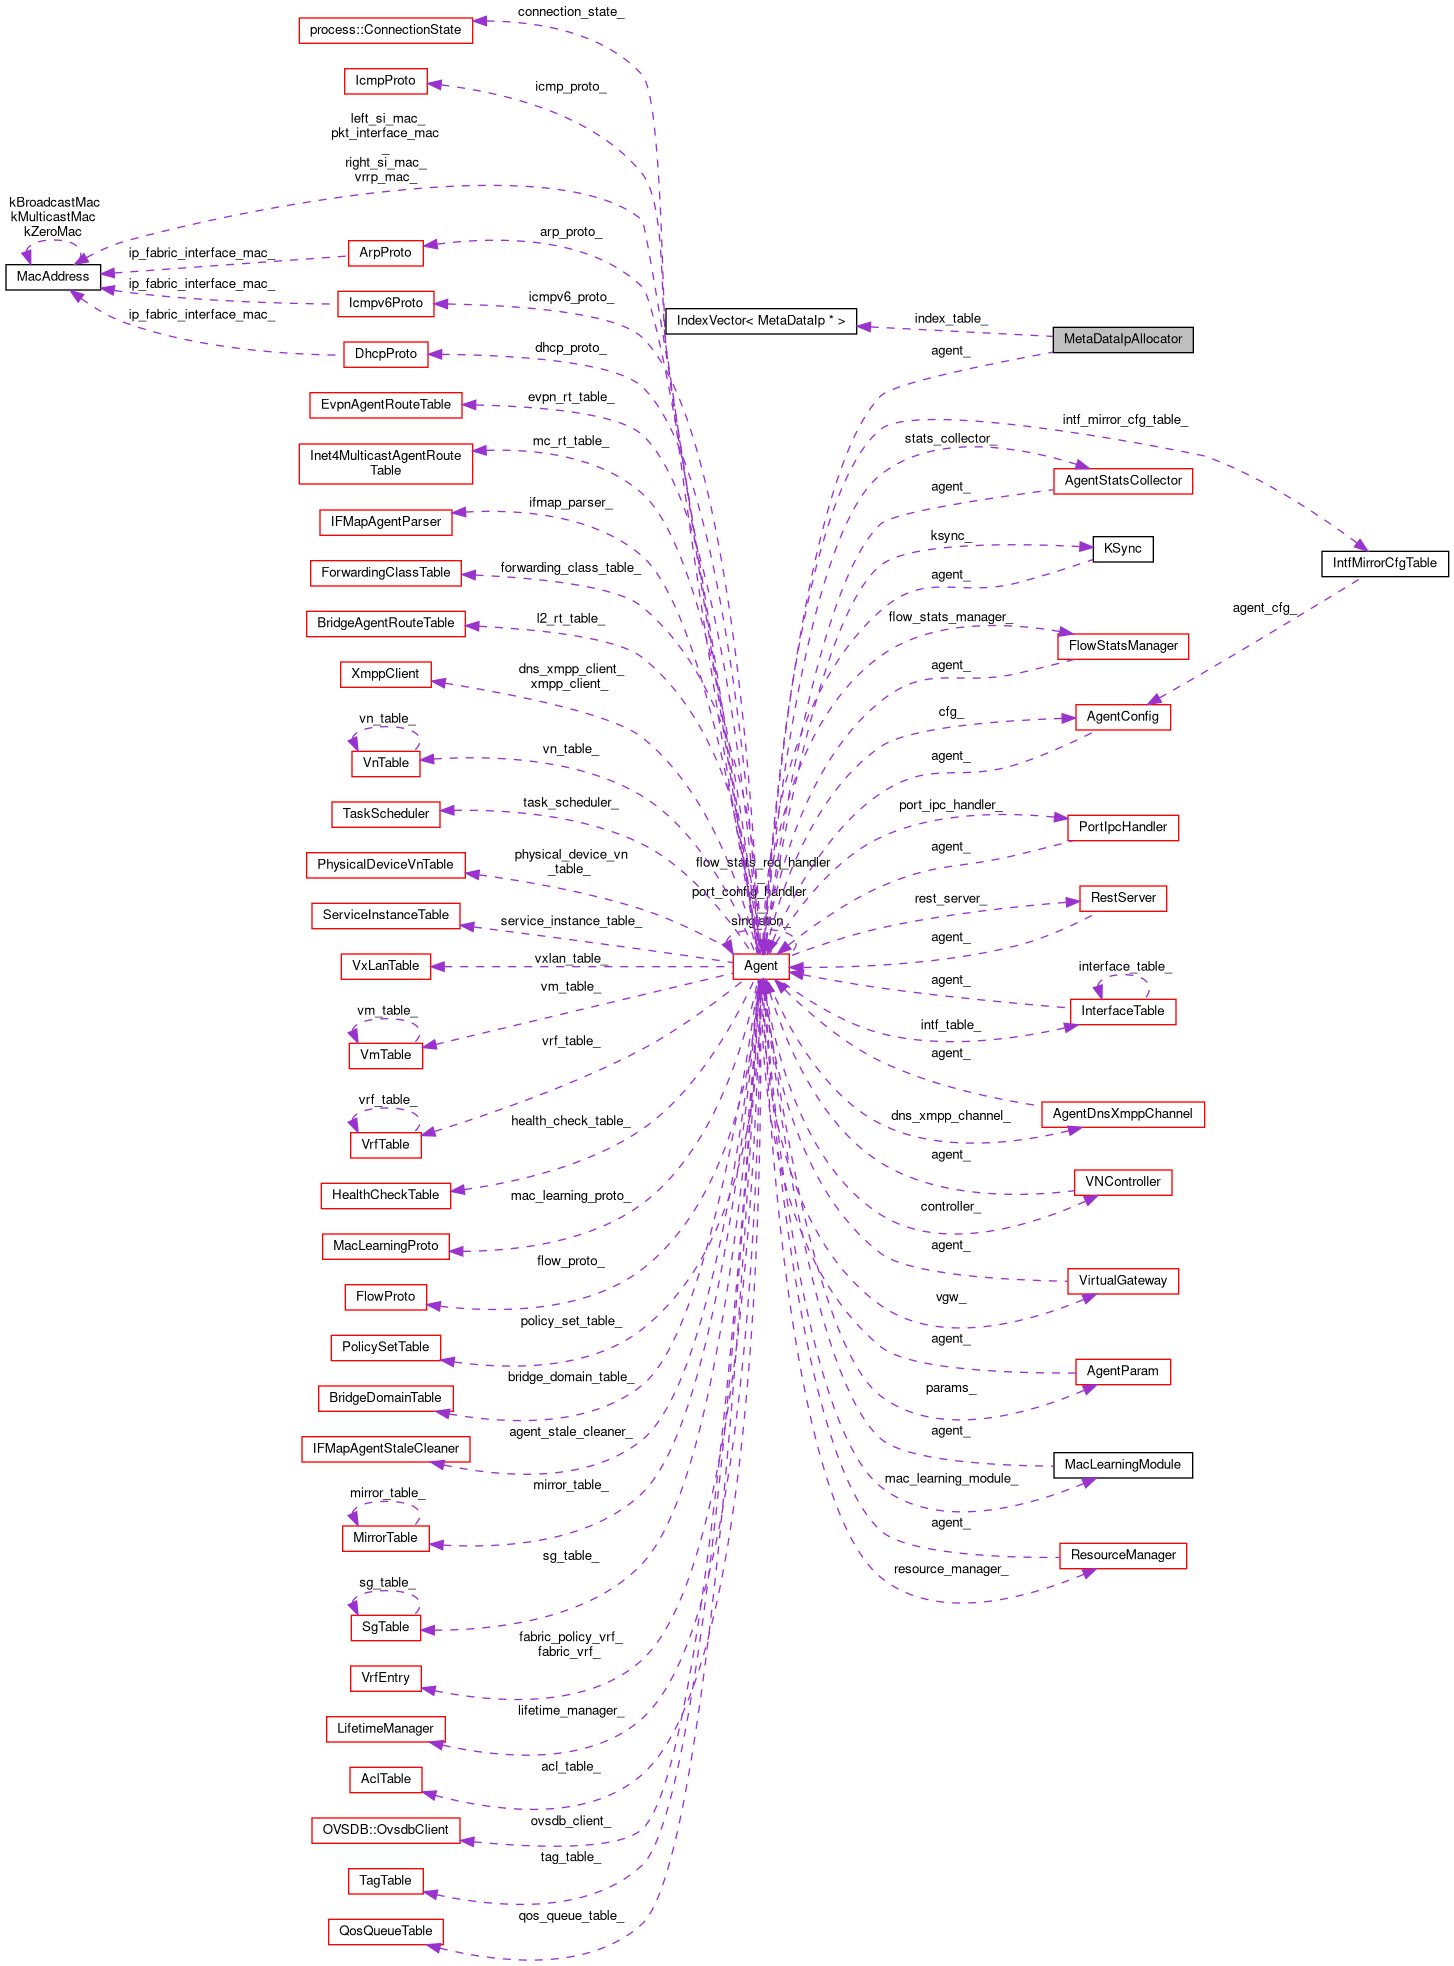 connection_state_
process::ConnectionState
IcmpProto
icmp_proto_
left_si_mac_
pkt_interface_mac
_
right_si_mac_
vrrp_mac_
kBroadcastMac
kMulticastMac
kZeroMac
MacAddress
ip_fabric_interface_mac_
ArpProto
arp_proto_
ip_fabric_interface_mac_
Icmpv6Proto
icmpv6_proto_
ip_fabric_interface_mac_
DhcpProto
dhcp_proto_
IndexVector< MetaDataIp * >
index_table_
MetaDataIpAllocator
agent_
EvpnAgentRouteTable
evpn_rt_table_
intf_mirror_cfg_table_
Inet4MulticastAgentRoute
Table
mc_rt_table_
stats_collector_
AgentStatsCollector
agent_
IFMapAgentParser
ifmap_parser_
ksync_
KSync
agent_
IntfMirrorCfgTable
agent_cfg_
ForwardingClassTable
forwarding_class_table_
BridgeAgentRouteTable
l2_rt_table_
flow_stats_manager_
FlowStatsManager
agent_
XmppClient
dns_xmpp_client_
xmpp_client_
cfg_
AgentConfig
agent_
vn_table_
VnTable
vn_table_
TaskScheduler
task_scheduler_
port_ipc_handler_
PortIpcHandler
agent_
PhysicalDeviceVnTable
physical_device_vn
_table_
flow_stats_req_handler
_
port_config_handler
_
singleton_
Agent
rest_server_
RestServer
agent_
ServiceInstanceTable
service_instance_table_
VxLanTable
vxlan_table_
interface_table_
InterfaceTable
agent_
intf_table_
vm_table_
VmTable
vm_table_
vrf_table_
VrfTable
vrf_table_
agent_
AgentDnsXmppChannel
dns_xmpp_channel_
HealthCheckTable
health_check_table_
agent_
VNController
controller_
MacLearningProto
mac_learning_proto_
agent_
VirtualGateway
vgw_
FlowProto
flow_proto_
PolicySetTable
policy_set_table_
agent_
AgentParam
params_
BridgeDomainTable
bridge_domain_table_
IFMapAgentStaleCleaner
agent_stale_cleaner_
agent_
MacLearningModule
mac_learning_module_
mirror_table_
MirrorTable
mirror_table_
agent_
ResourceManager
resource_manager_
sg_table_
SgTable
sg_table_
VrfEntry
fabric_policy_vrf_
fabric_vrf_
LifetimeManager
lifetime_manager_
AclTable
acl_table_
OVSDB::OvsdbClient
ovsdb_client_
TagTable
tag_table_
QosQueueTable
qos_queue_table_